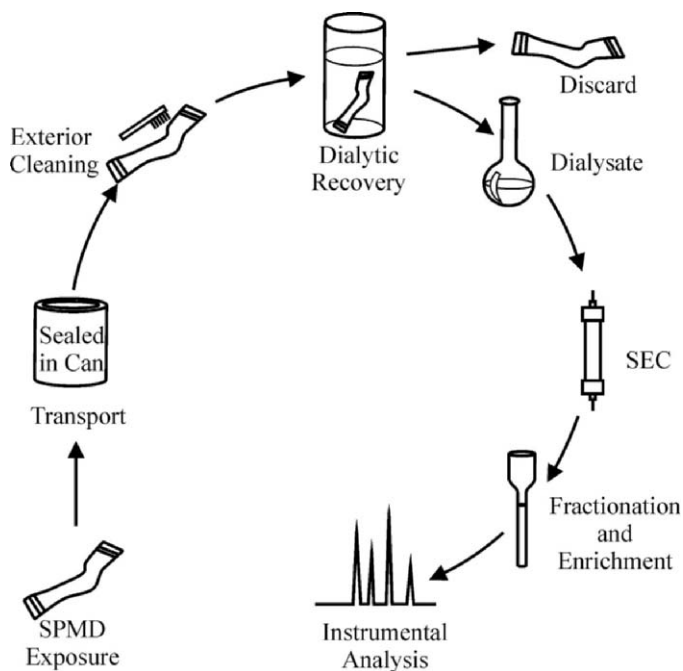 SPMD
Exposure
Transport
Sealed
in Can
Exterior
Cleaning
Dialytic
Recovery
Discard
Dialysate
SEC
Fractionation
and
Enrichment
Instrumental
Analysis